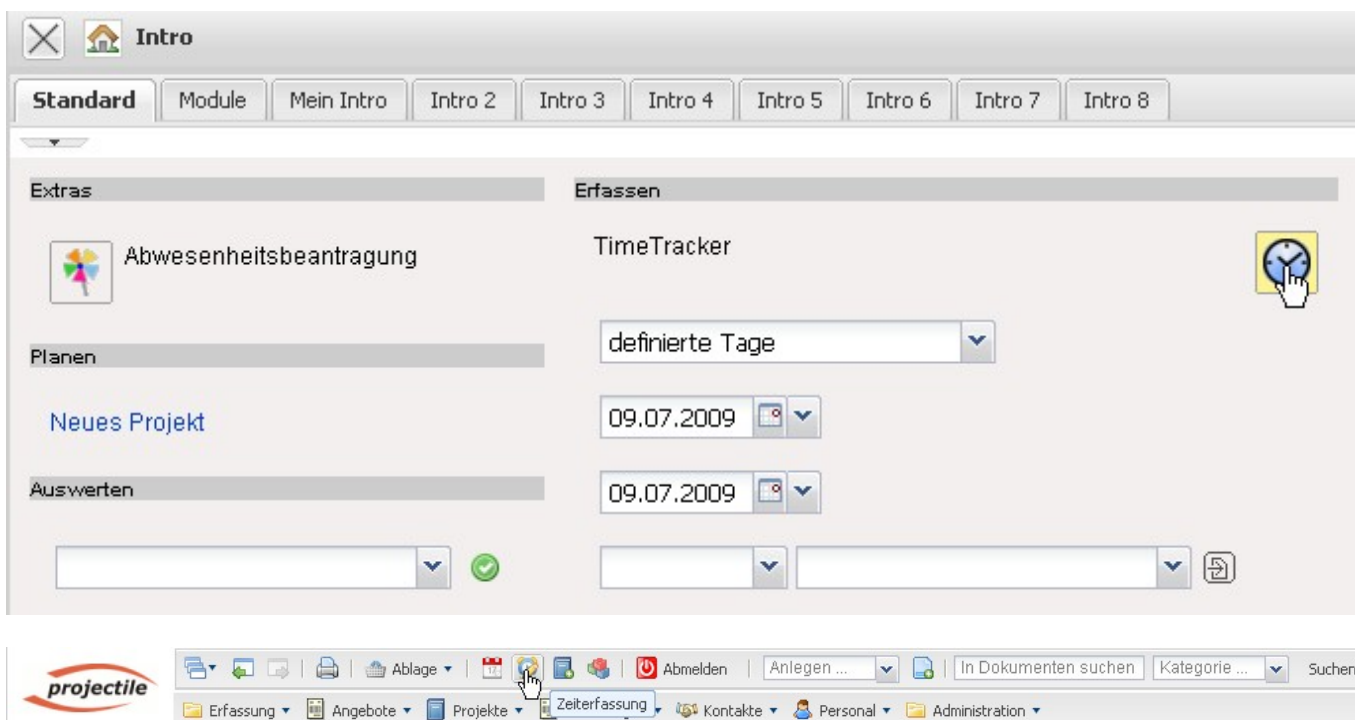 Intro
Standard Module Mein Intro Intro 2 Intro 3 Intro 4 Intro 5 Intro 6 Intro 7 Intro 8
Extras
Abwesenheitsbeantragung
Planen
Neues Projekt
Auswerten
Erfassen
TimeTracker
definierte Tage
09.07.2009
09.07.2009
projectile
Ablage Abmelden Anlegen ... In Dokumenten suchen Kategorie ... Suchen
Erfassung Angebote Projekte Kontakte Personal Administration
Zeiterfassung